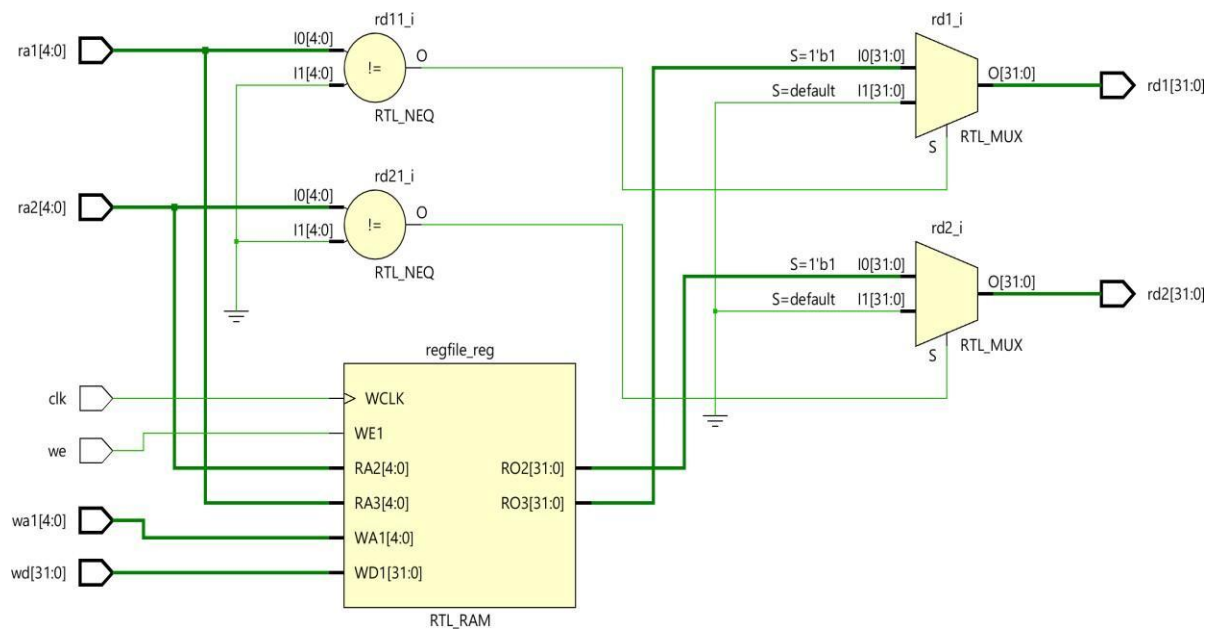 rd11_i
rd1_i
ra1[4:0]
I0[4:0]
O
!=
I1[4:0]
RTL_NEQ
S=1'b1 I0[31:0]
S=default I1[31:0]
O[31:0]
rd1[31:0]
S
RTL_MUX
rd21_i
ra2[4:0]
I0[4:0]
O
!=
I1[4:0]
RTL_NEQ
rd2_i
S=1'b1 I0[31:0]
S=default I1[31:0]
O[31:0]
rd2[31:0]
S
RTL_MUX
regfile_reg
clk
WCLK
we
WE1
RA2[4:0]
RO2[31:0]
RA3[4:0]
RO3[31:0]
wa1[4:0]
WA1[4:0]
wd[31:0]
WD1[31:0]
RTL_RAM